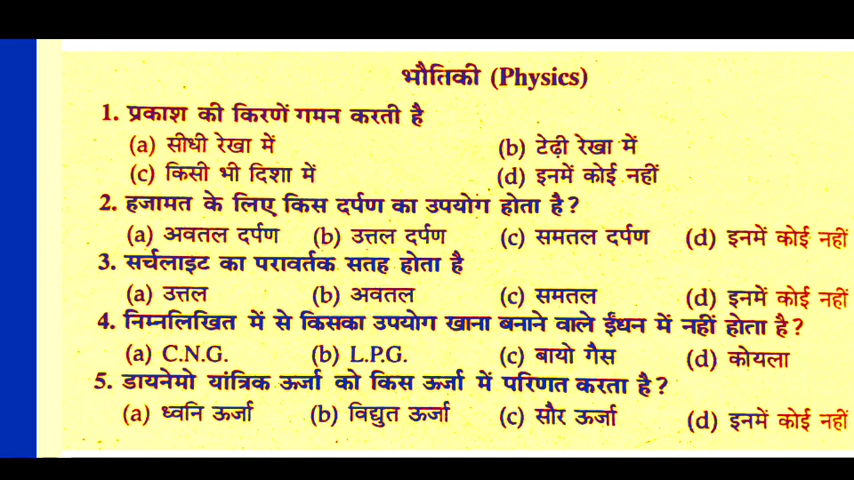 भौतिकी (Physics)
1. प्रकाश की किरणें गमन करती है
(a) सीधी रेखा में (b) टेढ़ी रेखा में
(c) किसी भी दिशा में (d) इनमें कोई नहीं
2. हजामत के लिए किस दर्पण का उपयोग होता है?
(a) अवतल दर्पण (b) उत्तल दर्पण (c) समतल दर्पण (d) इनमें कोई नहीं
3. सर्चलाइट का परावर्तक सतह होता है
(a) उत्तल (b) अवतल (c) समतल (d) इनमें कोई नहीं
4. निम्नलिखित में से किसका उपयोग खाना बनाने वाले ईंधन में नहीं होता है?
(a) C.N.G. (b) L.P.G. (c) बायो गैस (d) कोयला
5. डायनेमो यांत्रिक ऊर्जा को किस ऊर्जा में परिणत करता है?
(a) ध्वनि ऊर्जा (b) विद्युत ऊर्जा (c) सौर ऊर्जा (d) इनमें कोई नहीं